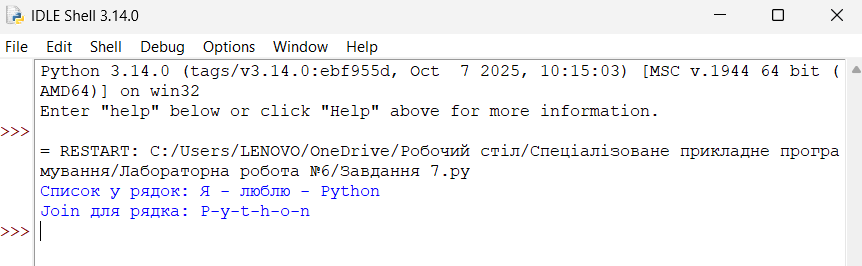 IDLE Shell 3.14.0
File Edit Shell Debug Options Window Help
Python 3.14.0 (tags/v3.14.0:ebf955d, Oct  7 2025, 10:15:03) [MSC v.1944 64 bit (
AMD64)] on win32
Enter "help" below or click "Help" above for more information.
>>>
= RESTART: C:/Users/LENOVO/OneDrive/Робочий стіл/Спеціалізоване прикладне програ
мування/Лабораторна робота №6/Завдання 7.py
Список у рядок: Я - люблю - Python
Join для рядка: P-y-t-h-o-n
>>>